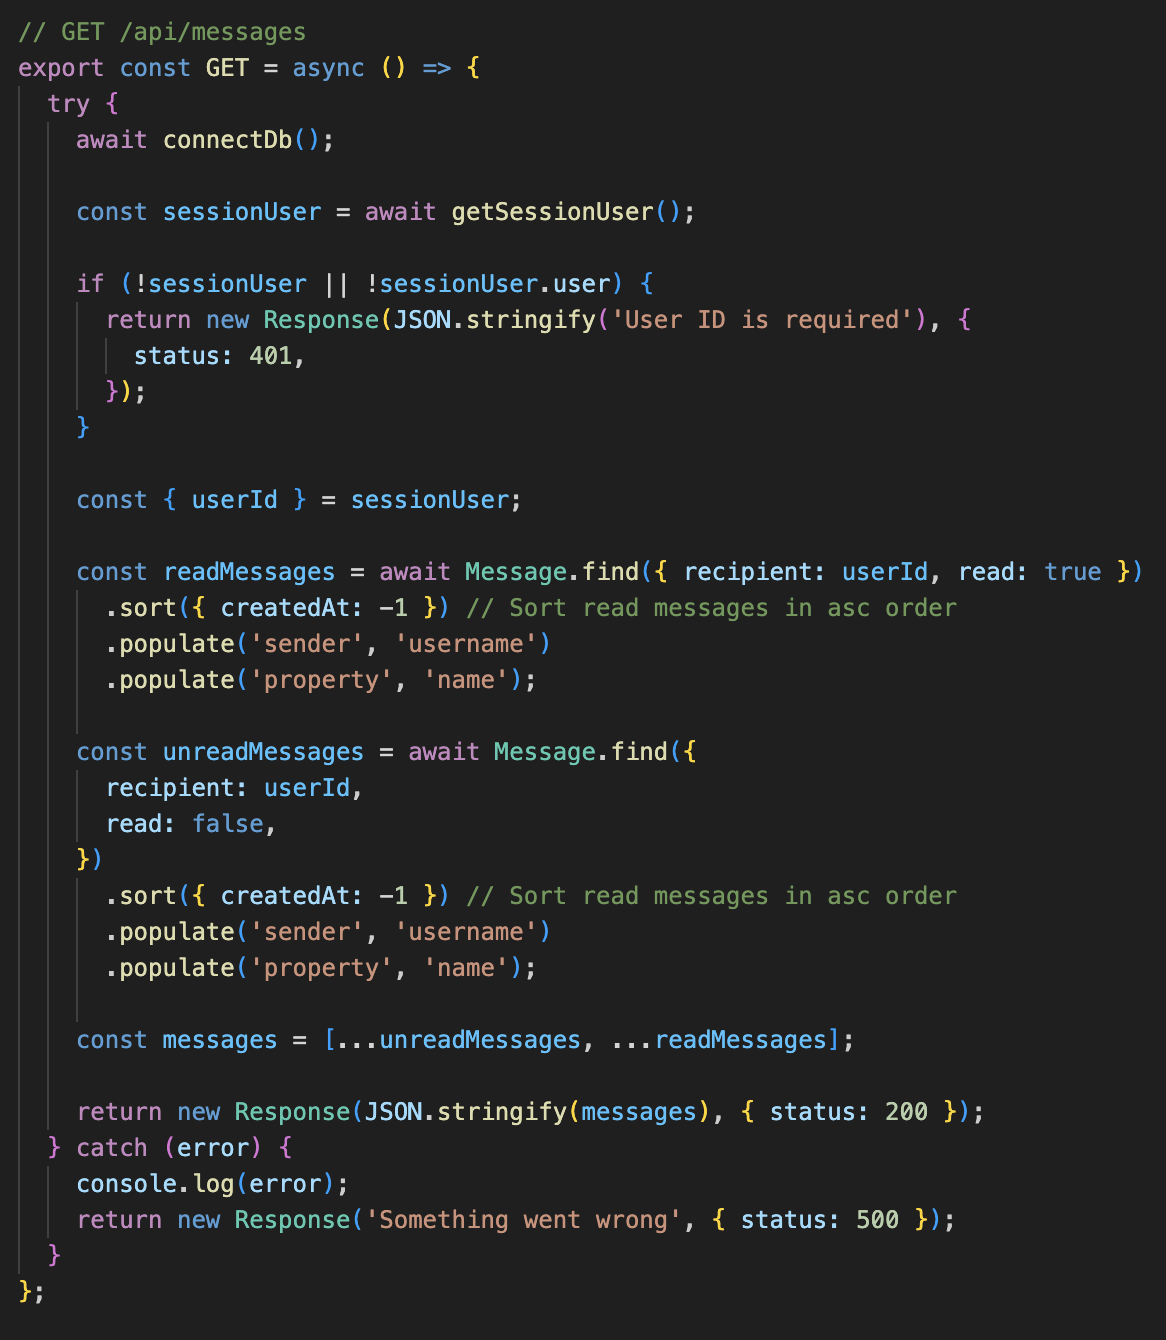 // GET /api/messages
export const GET = async () => {
  try {
    await connectDb();

    const sessionUser = await getSessionUser();

    if (!sessionUser || !sessionUser.user) {
      return new Response(JSON.stringify('User ID is required'), {
        status: 401,
      });
    }

    const { userId } = sessionUser;

    const readMessages = await Message.find({ recipient: userId, read: true })
      .sort({ createdAt: -1 }) // Sort read messages in asc order
      .populate('sender', 'username')
      .populate('property', 'name');

    const unreadMessages = await Message.find({
      recipient: userId,
      read: false,
    })
      .sort({ createdAt: -1 }) // Sort read messages in asc order
      .populate('sender', 'username')
      .populate('property', 'name');

    const messages = [...unreadMessages, ...readMessages];

    return new Response(JSON.stringify(messages), { status: 200 });
  } catch (error) {
    console.log(error);
    return new Response('Something went wrong', { status: 500 });
  }
};